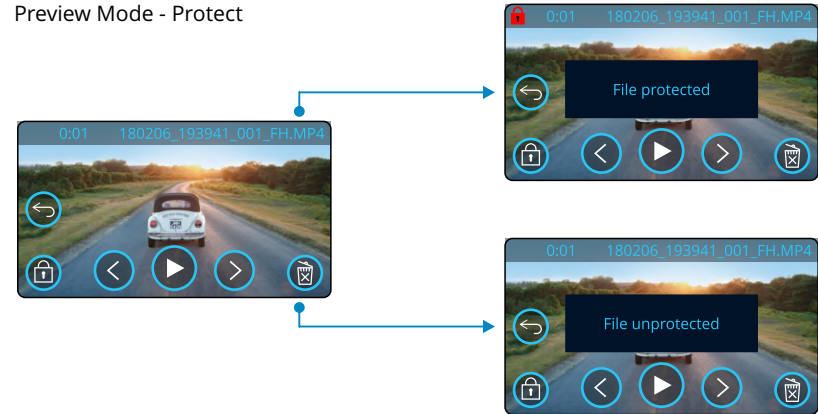 Preview Mode - Protect
0:01 180206_193941_001_FH.MP4
0:01 180206_193941_001_FH.MP4
File protected
0:01 180206_193941_001_FH.MP4
File unprotected